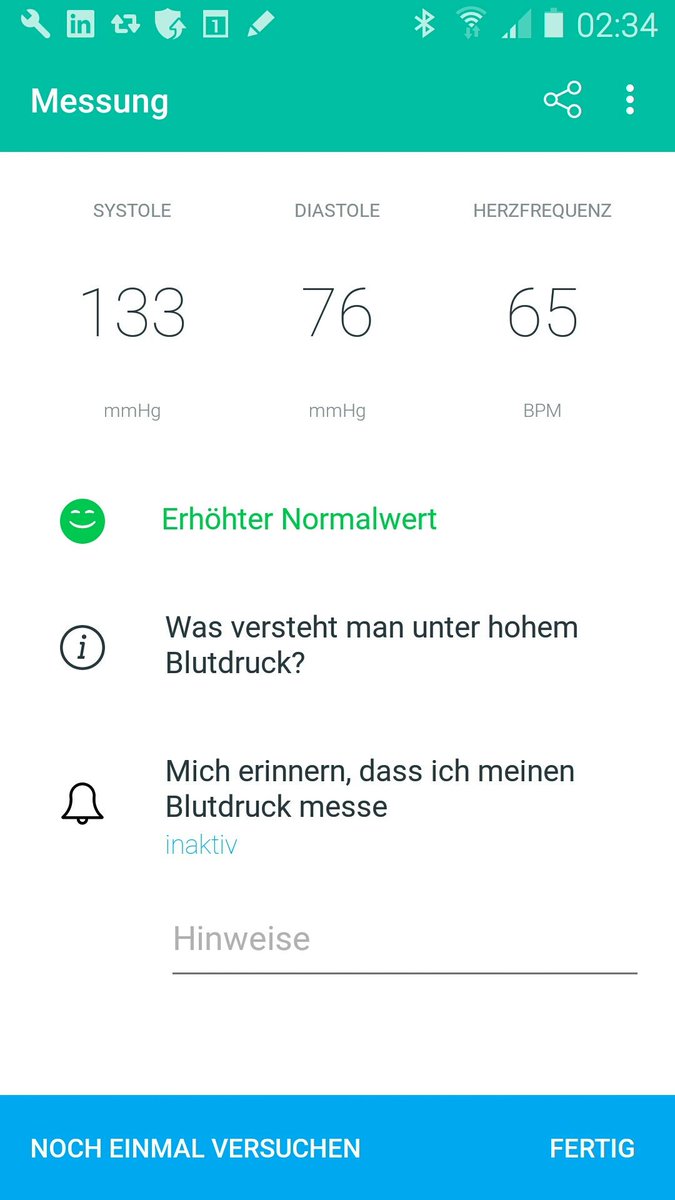 02:34
Messung
SYSTOLE DIASTOLE HERZFREQUENZ
133 76 65
mmHg mmHg BPM
Erhöhter Normalwert
Was versteht man unter hohem
Blutdruck?
Mich erinnern, dass ich meinen
Blutdruck messe
inaktiv
Hinweise
NOCH EINMAL VERSUCHEN FERTIG